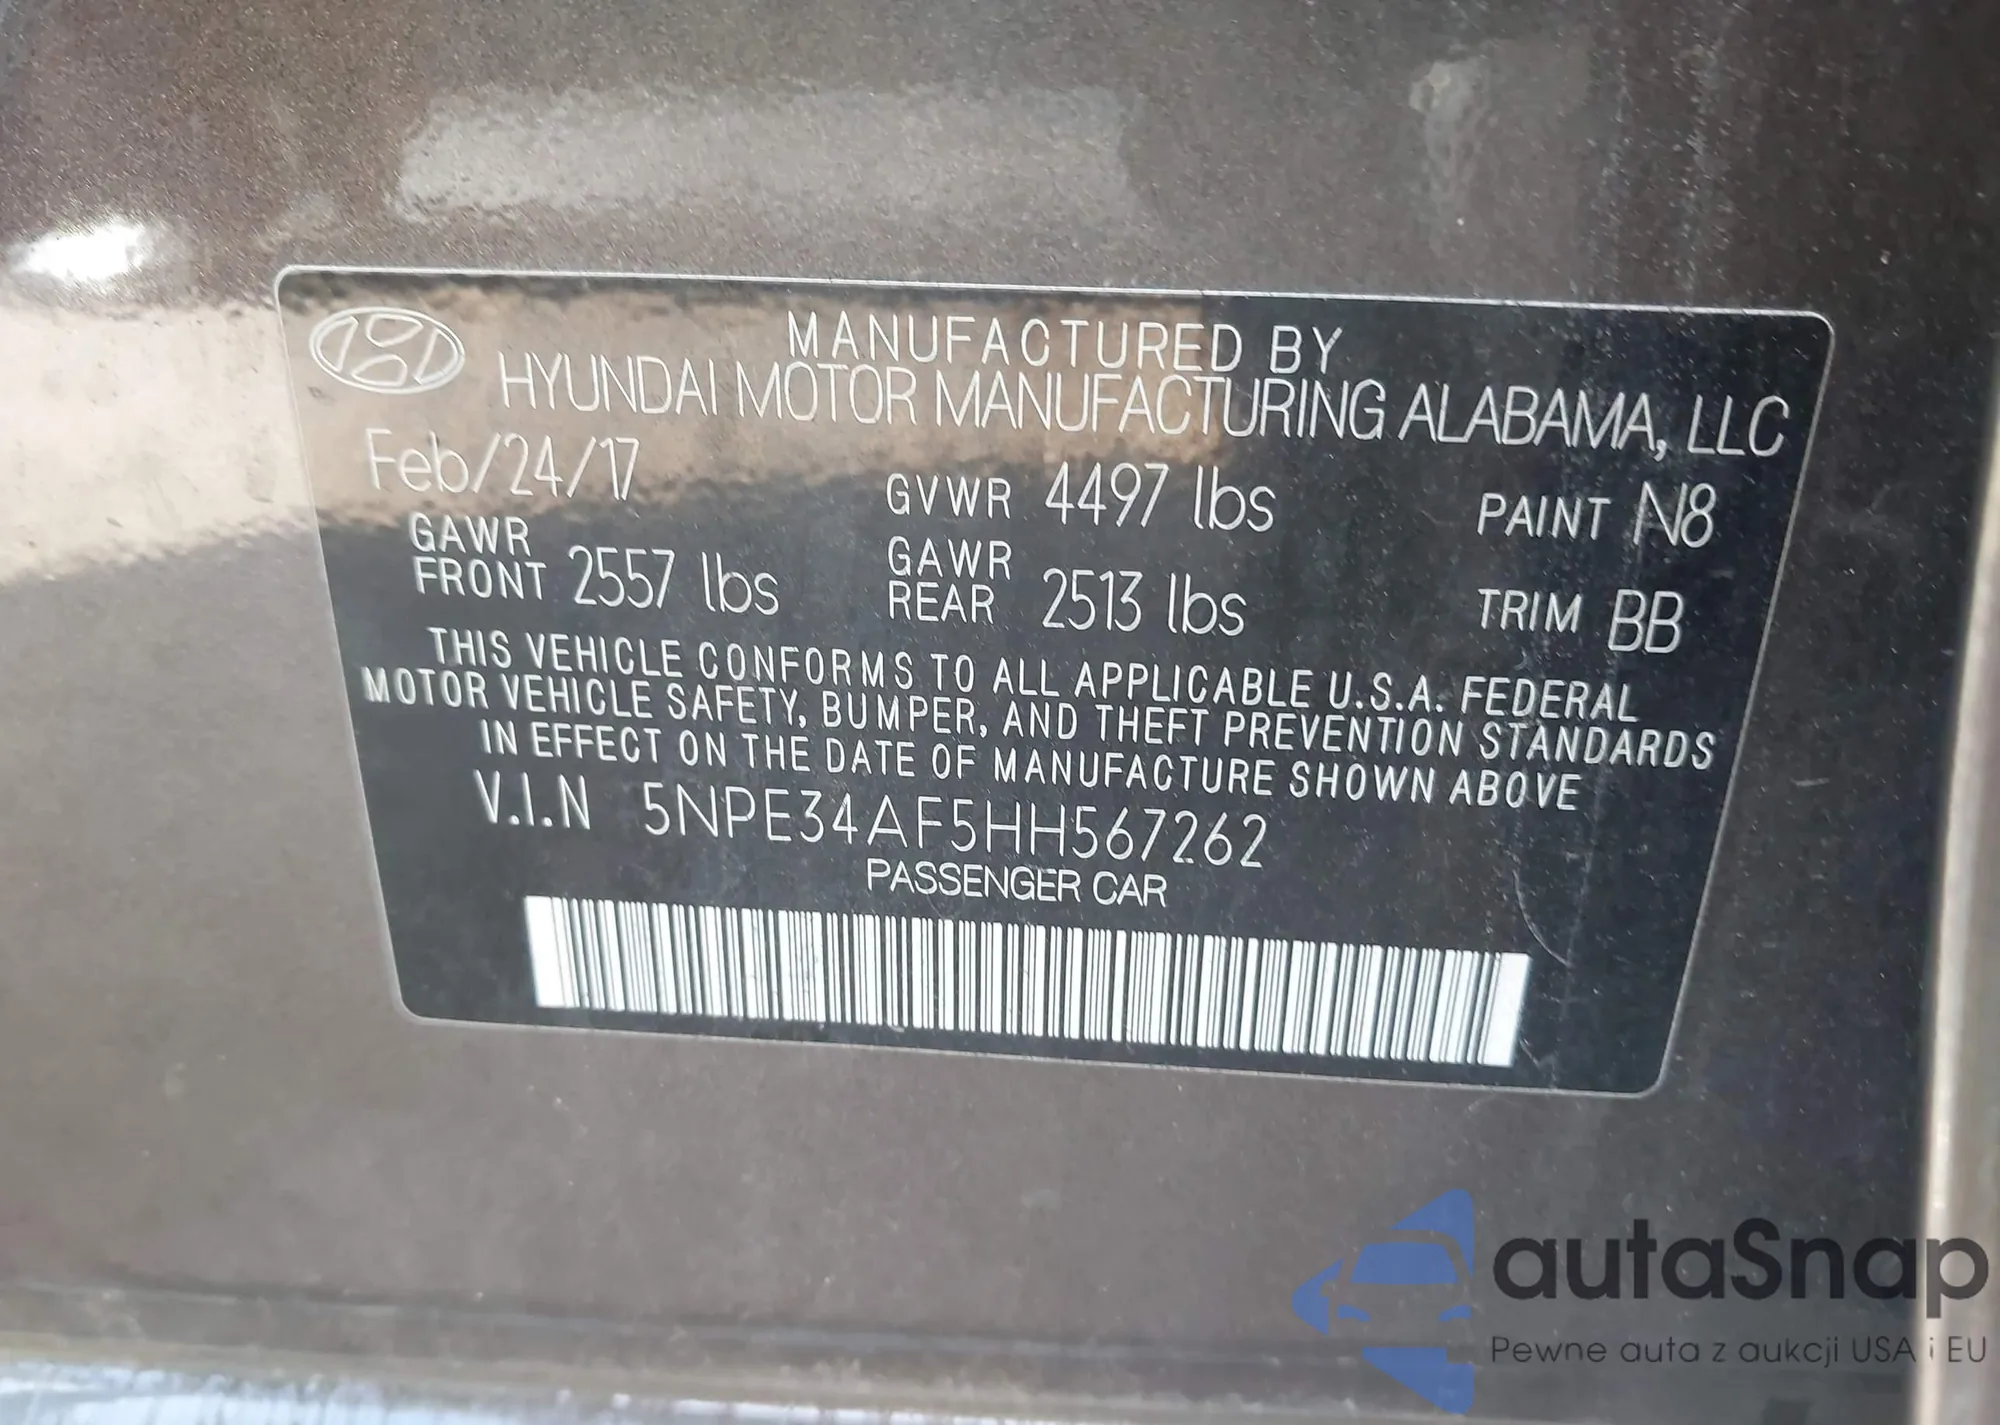 MANUFACTURED BY
HYUNDAI MOTOR MANUFACTURING ALABAMA, LLC
Feb/24/17
GVWR 4497 lbs
PAINT N8
GAWR
FRONT 2557 lbs
GAWR
REAR 2513 lbs
TRIM BB
THIS VEHICLE CONFORMS TO ALL APPLICABLE U.S.A. FEDERAL
MOTOR VEHICLE SAFETY, BUMPER, AND THEFT PREVENTION STANDARDS
IN EFFECT ON THE DATE OF MANUFACTURE SHOWN ABOVE
V.I.N 5NPE34AF5HH567262
PASSENGER CAR
autaSnap
Pewne auta z aukcji USA i EU